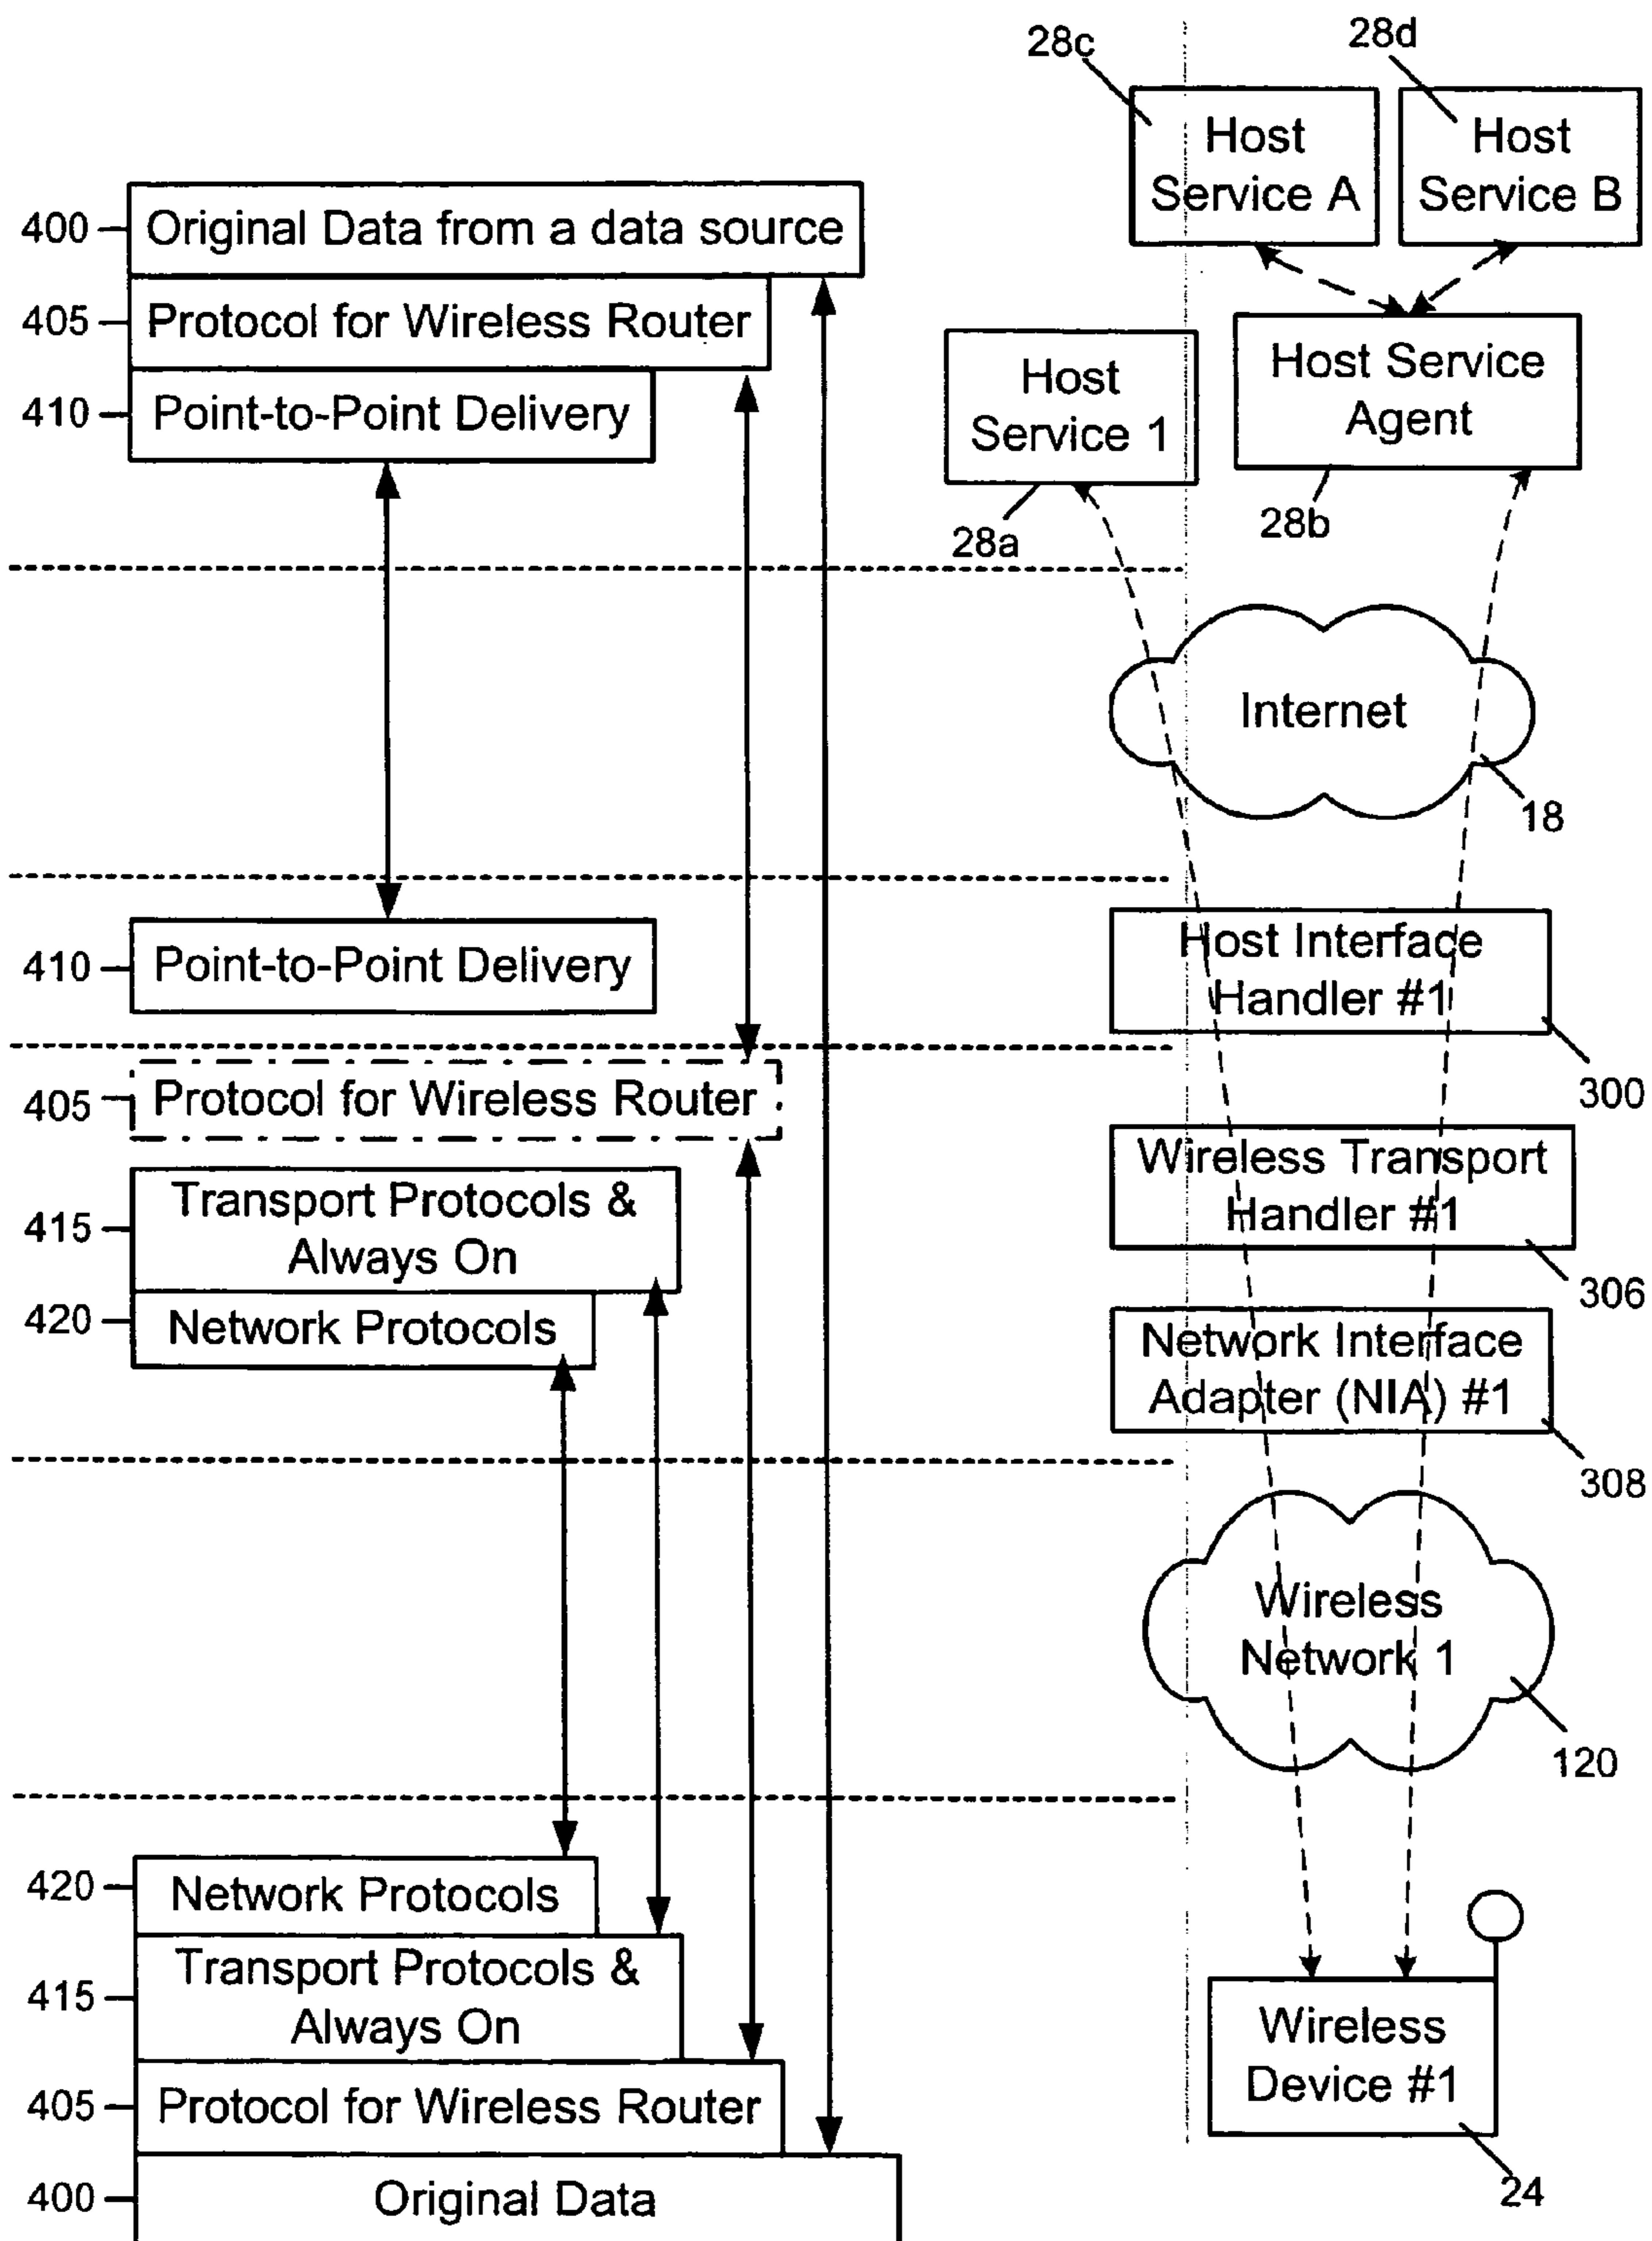 28c
28d
Host
Service A
Host
Service B
400
Original Data from a data source
405
Protocol for Wireless Router
410
Point-to-Point Delivery
Host
Service 1
Host Service
Agent
28a
28b
Internet
18
410
Point-to-Point Delivery
Host Interface
Handler #1
300
405
Protocol for Wireless Router
415
Transport Protocols &
Always On
420
Network Protocols
Wireless Transport
Handler #1
306
Network Interface
Adapter (NIA) #1
308
Wireless
Network 1
120
420
Network Protocols
415
Transport Protocols &
Always On
405
Protocol for Wireless Router
400
Original Data
Wireless
Device #1
24